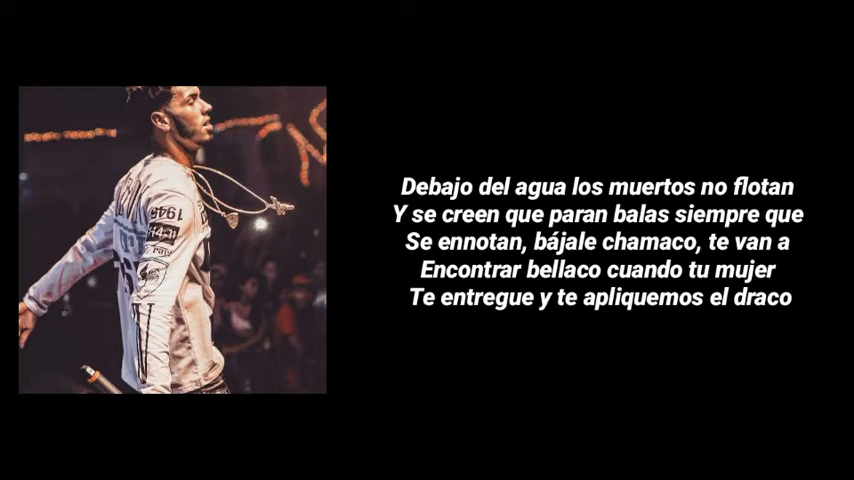 Debajo del agua los muertos no flotan
Y se creen que paran balas siempre que
Se ennotan, bájale chamaco, te van a
Encontrar bellaco cuando tu mujer
Te entregue y te apliquemos el draco
1945